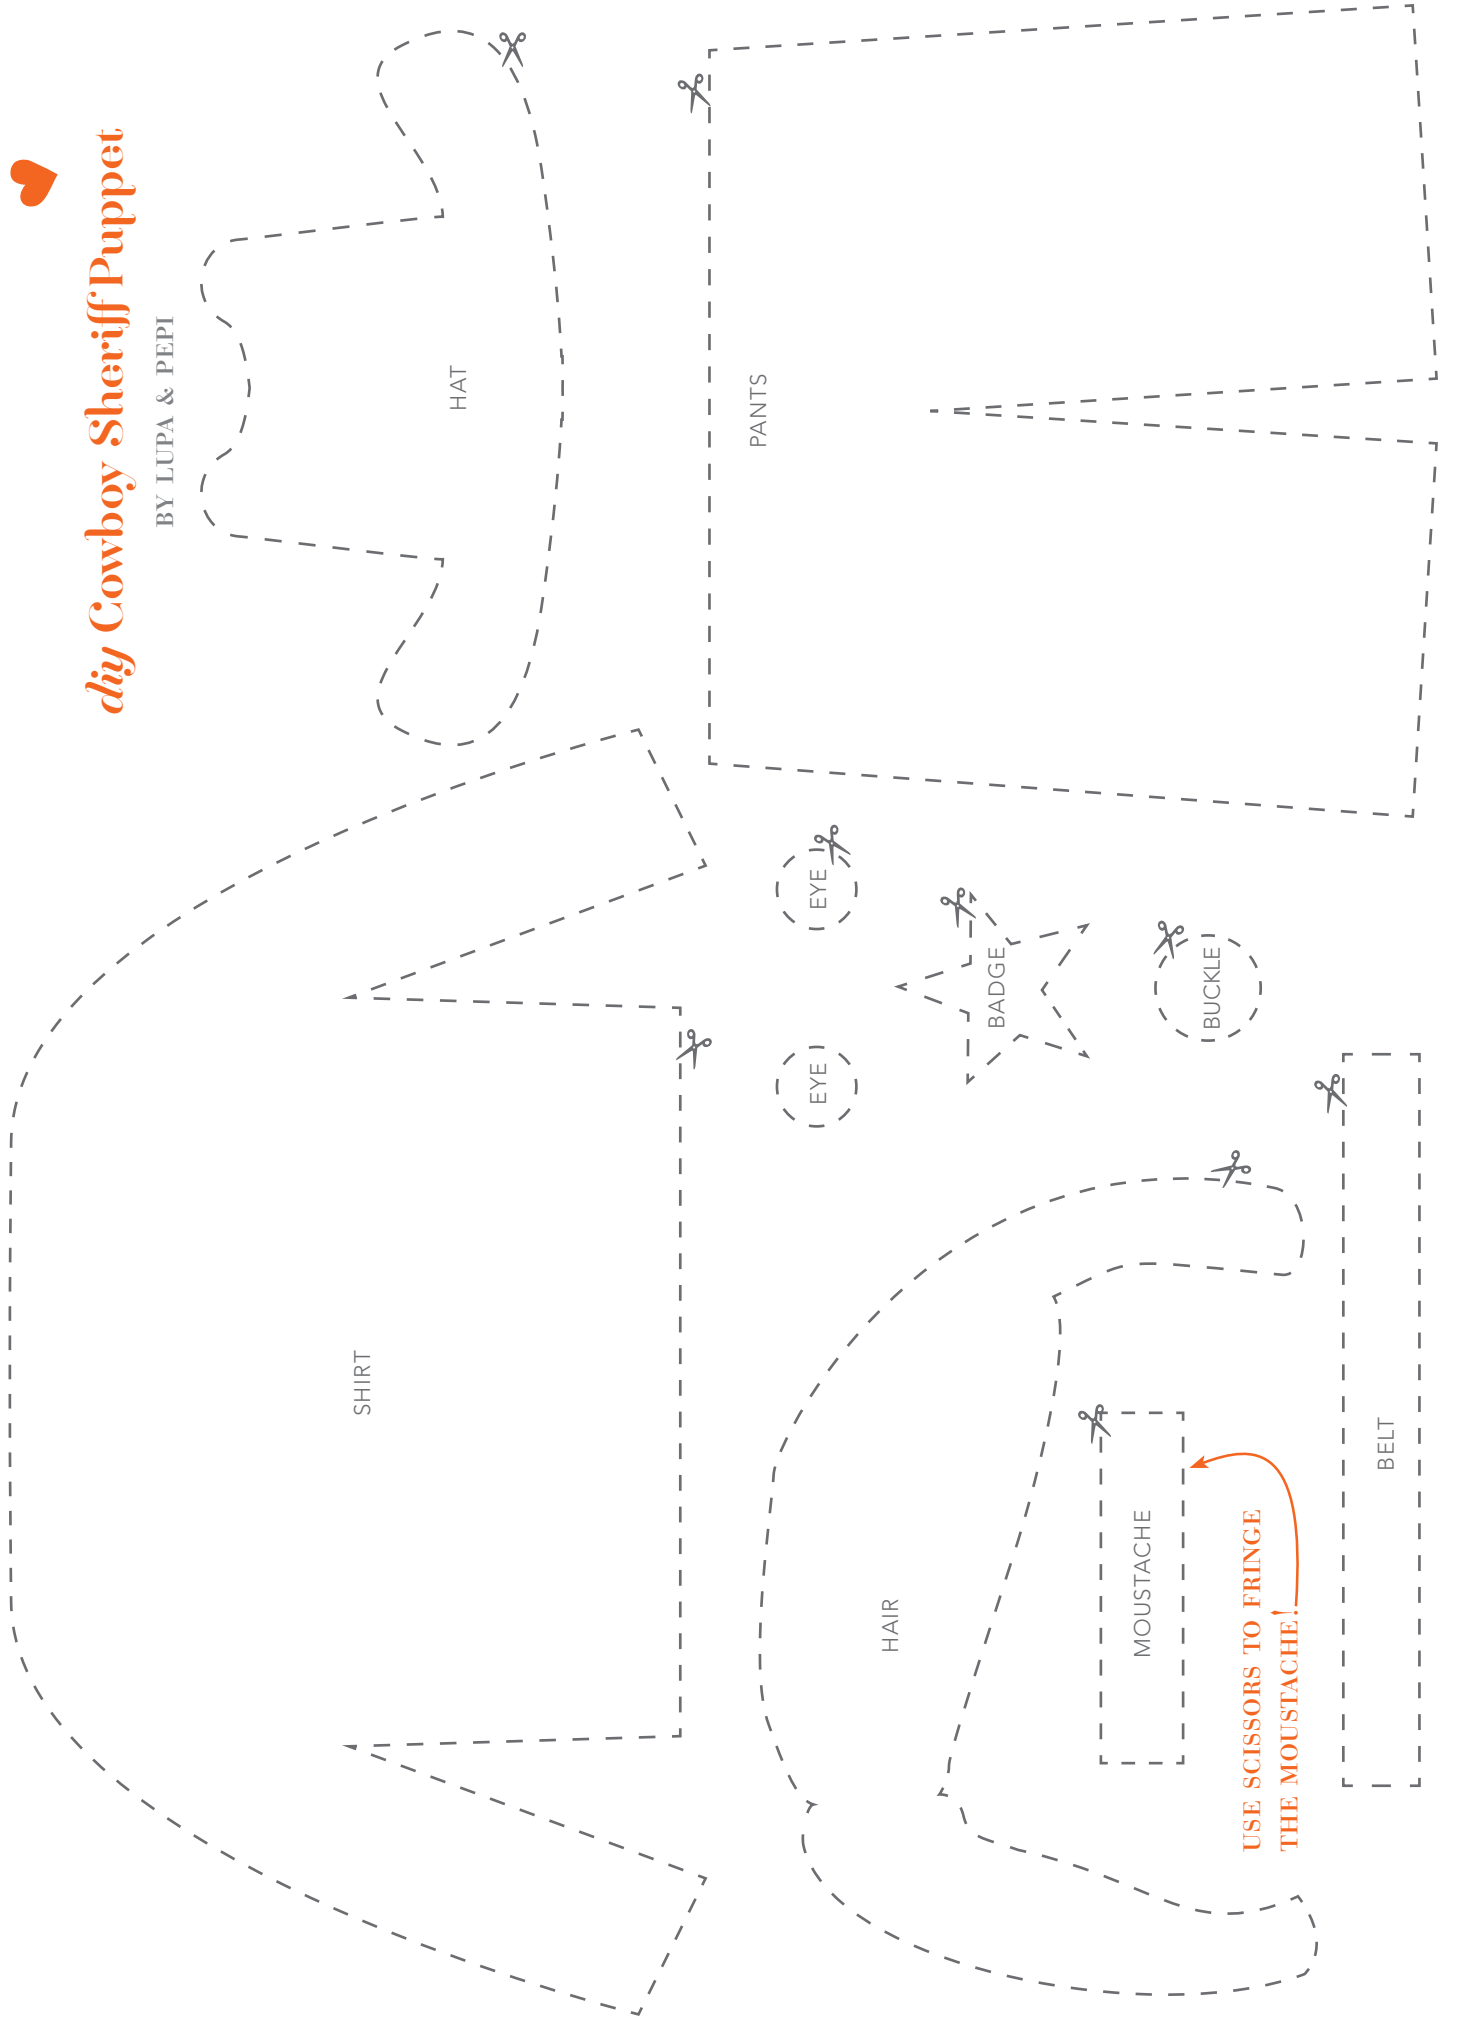 diy Cowboy Sheriff Puppet
BY LUPA & PEPI
HAT
PANTS
SHIRT
EYE
EYE
BADGE
BUCKLE
HAIR
MOUSTACHE
USE SCISSORS TO FRINGE
THE MOUSTACHE!
BELT